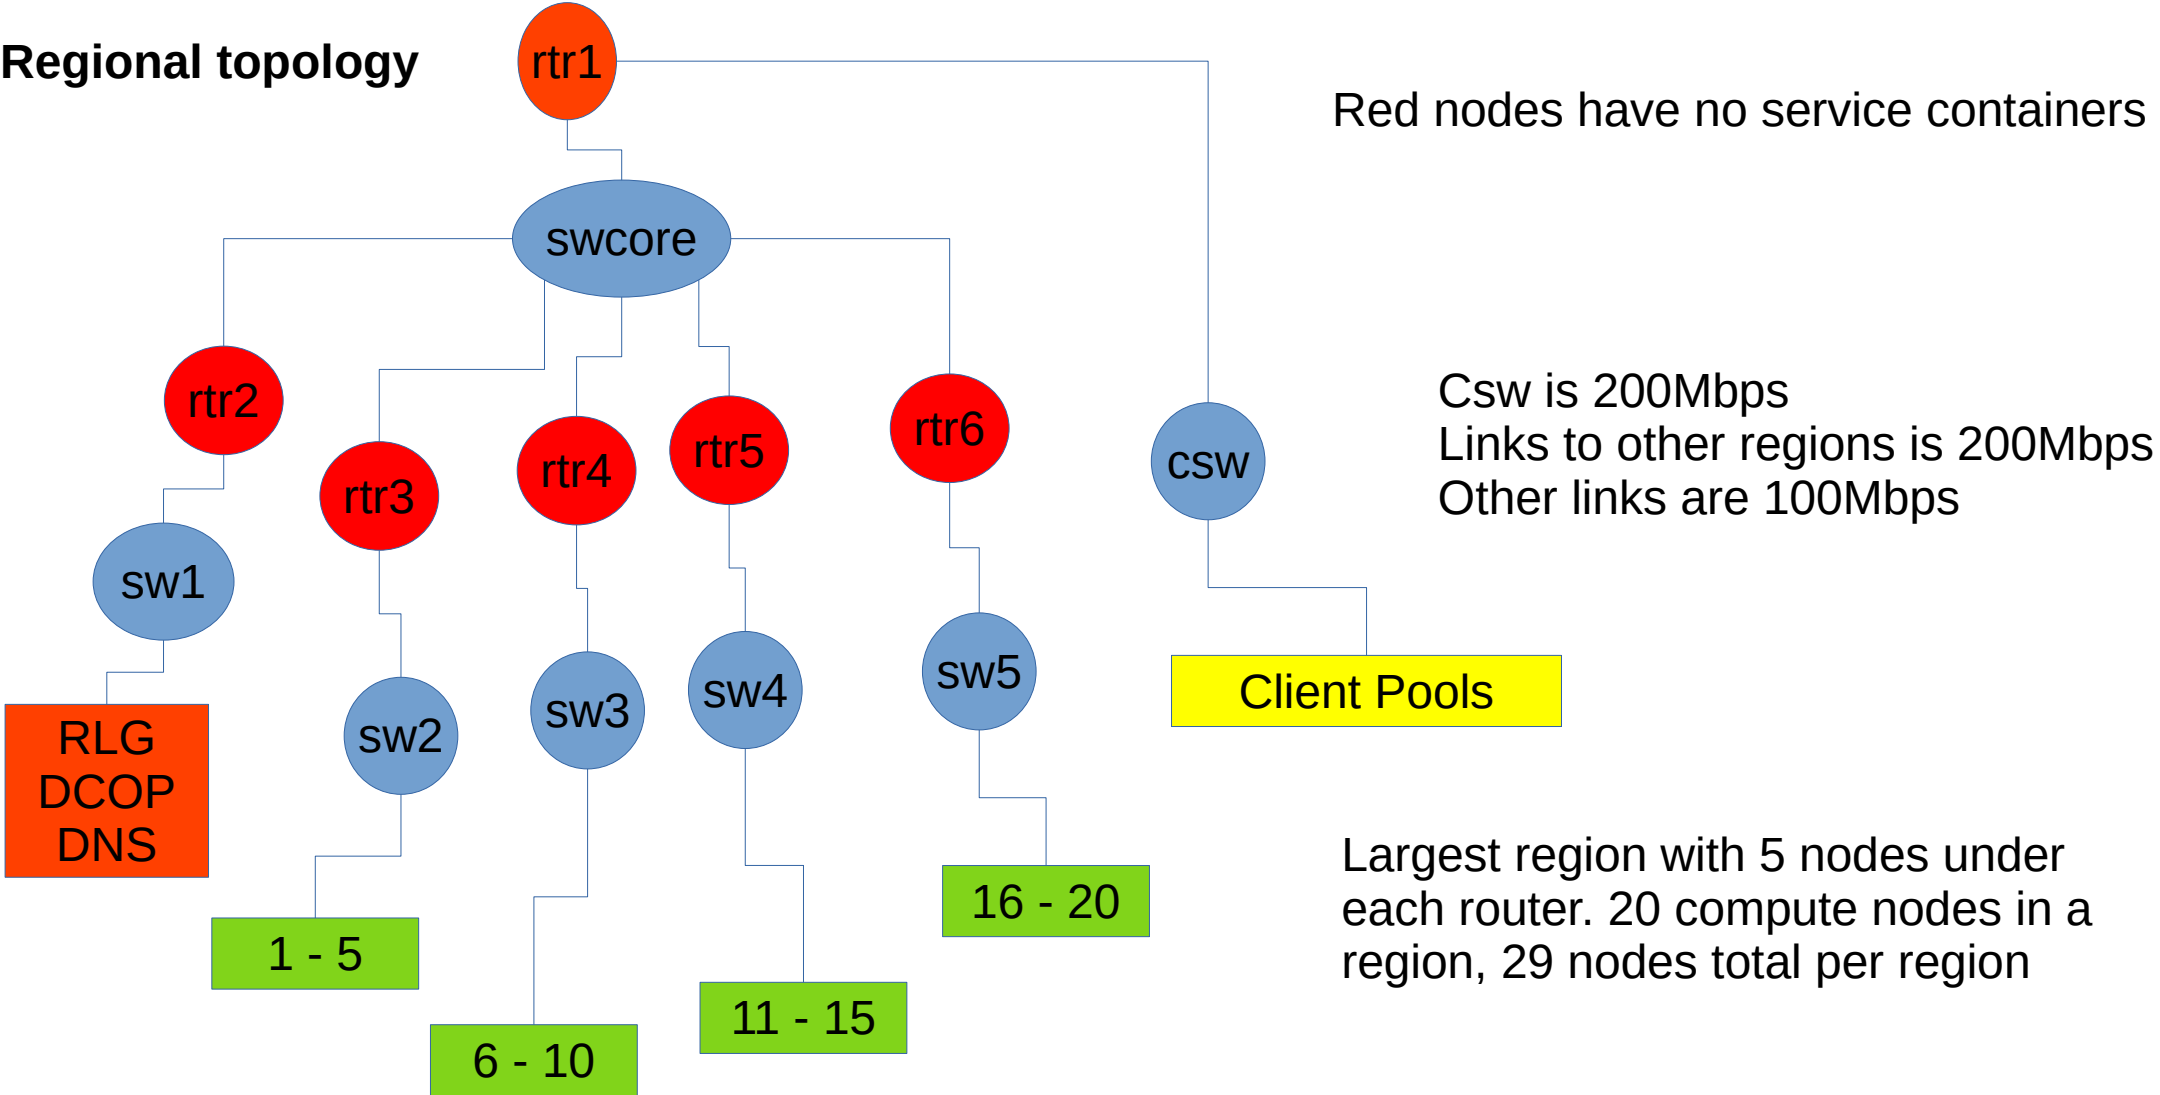 Regional topology
rtr1
Red nodes have no service containers
swcore
rtr2
rtr3
rtr4
rtr5
rtr6
csw
Csw is 200Mbps
Links to other regions is 200Mbps
Other links are 100Mbps
sw1
sw2
sw3
sw4
sw5
Client Pools
RLG
DCOP
DNS
1 - 5
6 - 10
11 - 15
16 - 20
Largest region with 5 nodes under
each router. 20 compute nodes in a
region, 29 nodes total per region